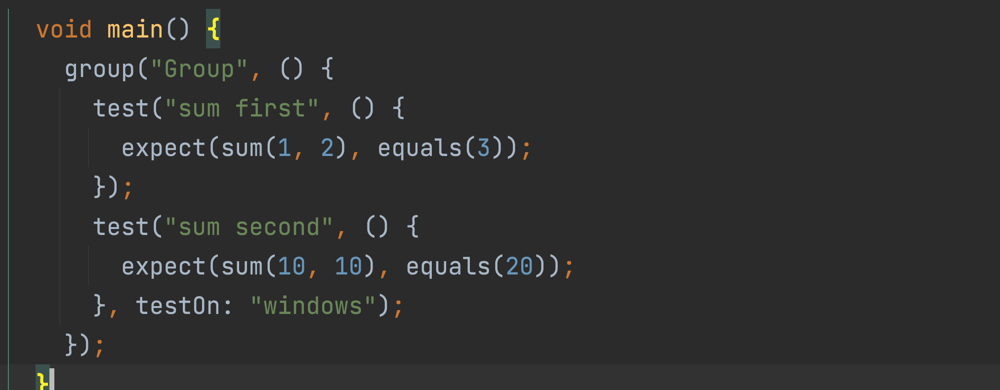 void main() {
  group("Group", () {
    test("sum first", () {
      expect(sum(1, 2), equals(3));
    });
    test("sum second", () {
      expect(sum(10, 10), equals(20));
    }, testOn: "windows");
  });
}